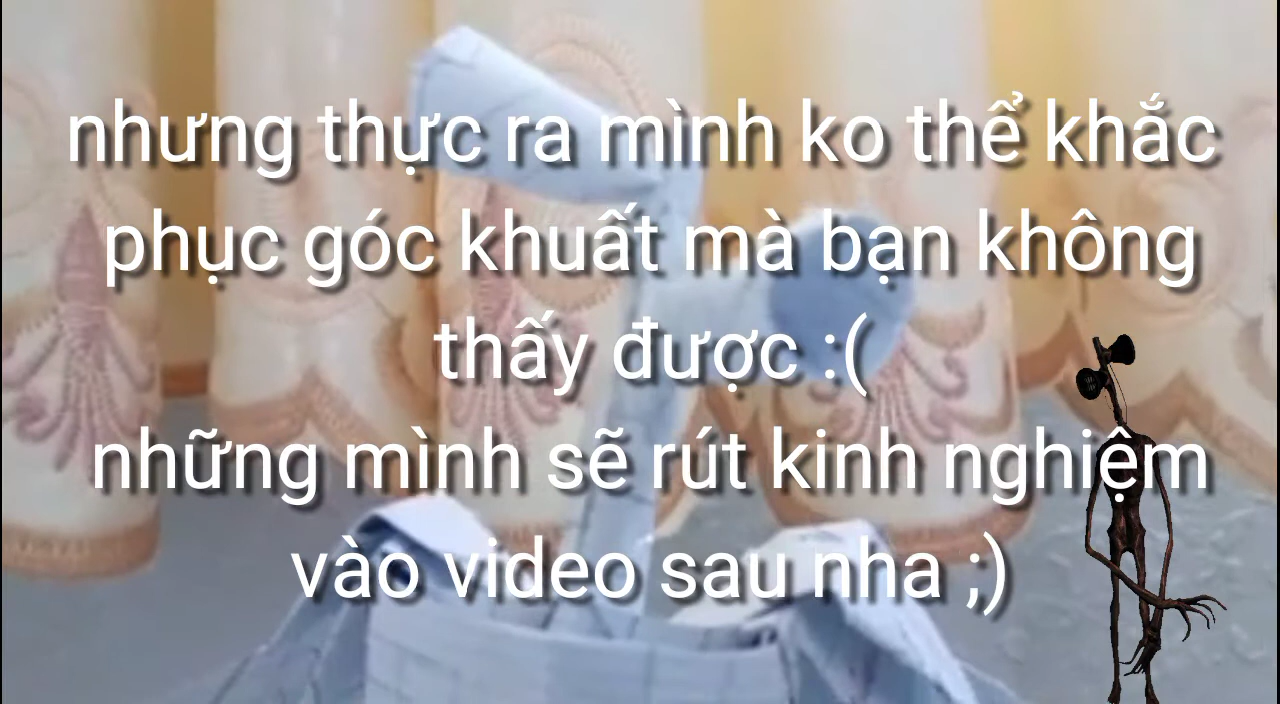 nhưng thực ra mình ko thể khắc
phục góc khuất mà bạn không
thấy được :(
những mình sẽ rút kinh nghiệm
vào video sau nha ;)